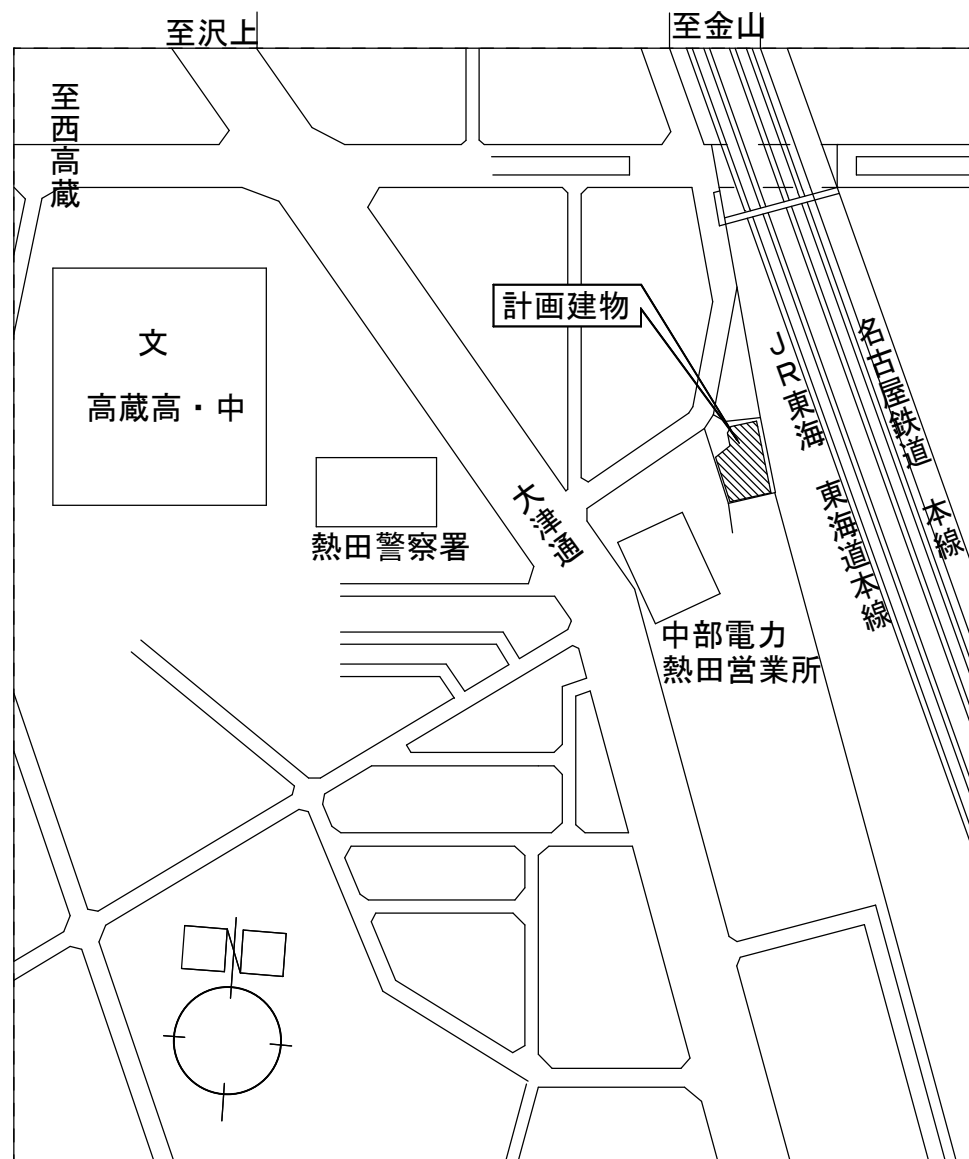 至沢上
至金山
至西高蔵
計画建物
文
高蔵高・中
熱田警察署
大津通
JR東海 東海道本線
名古屋鉄道 本線
中部電力
熱田営業所
N